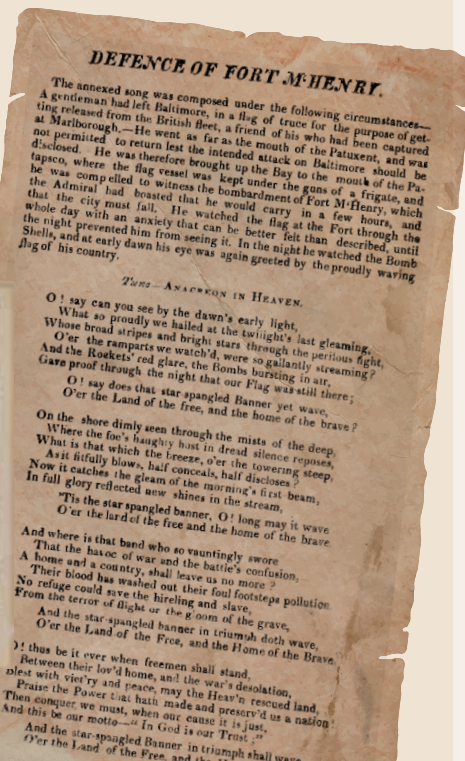 DEFENCE OF FORT M'HENRY.
The annexed song was composed under the following circumstances—
A gentleman had left Baltimore, in a flag of truce for the purpose of get-
ting released from the British fleet, a friend of his who had been captured
at Marlborough.—He went as far as the mouth of the Patuxent, and was
not permitted to return lest the intended attack on Baltimore should be
disclosed. He was therefore brought up the Bay to the mouth of the Pa-
tapsco, where the flag vessel was kept under the guns of a frigate, and
he was compelled to witness the bombardment of Fort M'Henry, which
the Admiral had boasted that he would carry in a few hours, and
that the city must fall. He watched the flag at the Fort through the
whole day with an anxiety that can be better felt than described, until
the night prevented him from seeing it. In the night he watched the Bomb
Shells, and at early dawn his eye was again greeted by the proudly waving
flag of his country.
Tune—ANACREON IN HEAVEN.
O! say can you see by the dawn's early light,
What so proudly we hailed at the twilight's last gleaming,
Whose broad stripes and bright stars through the perilous fight,
O'er the ramparts we watch'd, were so gallantly streaming?
And the Rockets' red glare, the Bombs bursting in air,
Gave proof through the night that our Flag was still there;
O! say does that star-spangled Banner yet wave,
O'er the Land of the free, and the home of the brave?
On the shore dimly seen through the mists of the deep,
Where the foe's haughty host in dread silence reposes,
What is that which the breeze, o'er the towering steep,
As it fitfully blows, half conceals, half discloses?
Now it catches the gleam of the morning's first beam,
In full glory reflected new shines in the stream,
'Tis the star spangled banner, O! long may it wave
O'er the land of the free and the home of the brave.
And where is that band who so vauntingly swore
That the havoc of war and the battle's confusion,
A home and a country, shall leave us no more?
Their blood has washed out their foul footsteps pollution.
No refuge could save the hireling and slave,
From the terror of flight or the gloom of the grave,
And the star-spangled banner in triumph doth wave,
O'er the Land of the Free, and the Home of the Brave.
O! thus be it ever when freemen shall stand,
Between their lov'd home, and the war's desolation,
blest with vict'ry and peace, may the Heav'n rescued land,
Praise the Power that hath made and preserv'd us a nation!
Then conquer we must, when our cause it is just,
And this be our motto—"In God is our Trust;"
And the star-spangled Banner in triumph shall wave
O'er the Land of the Free, and the